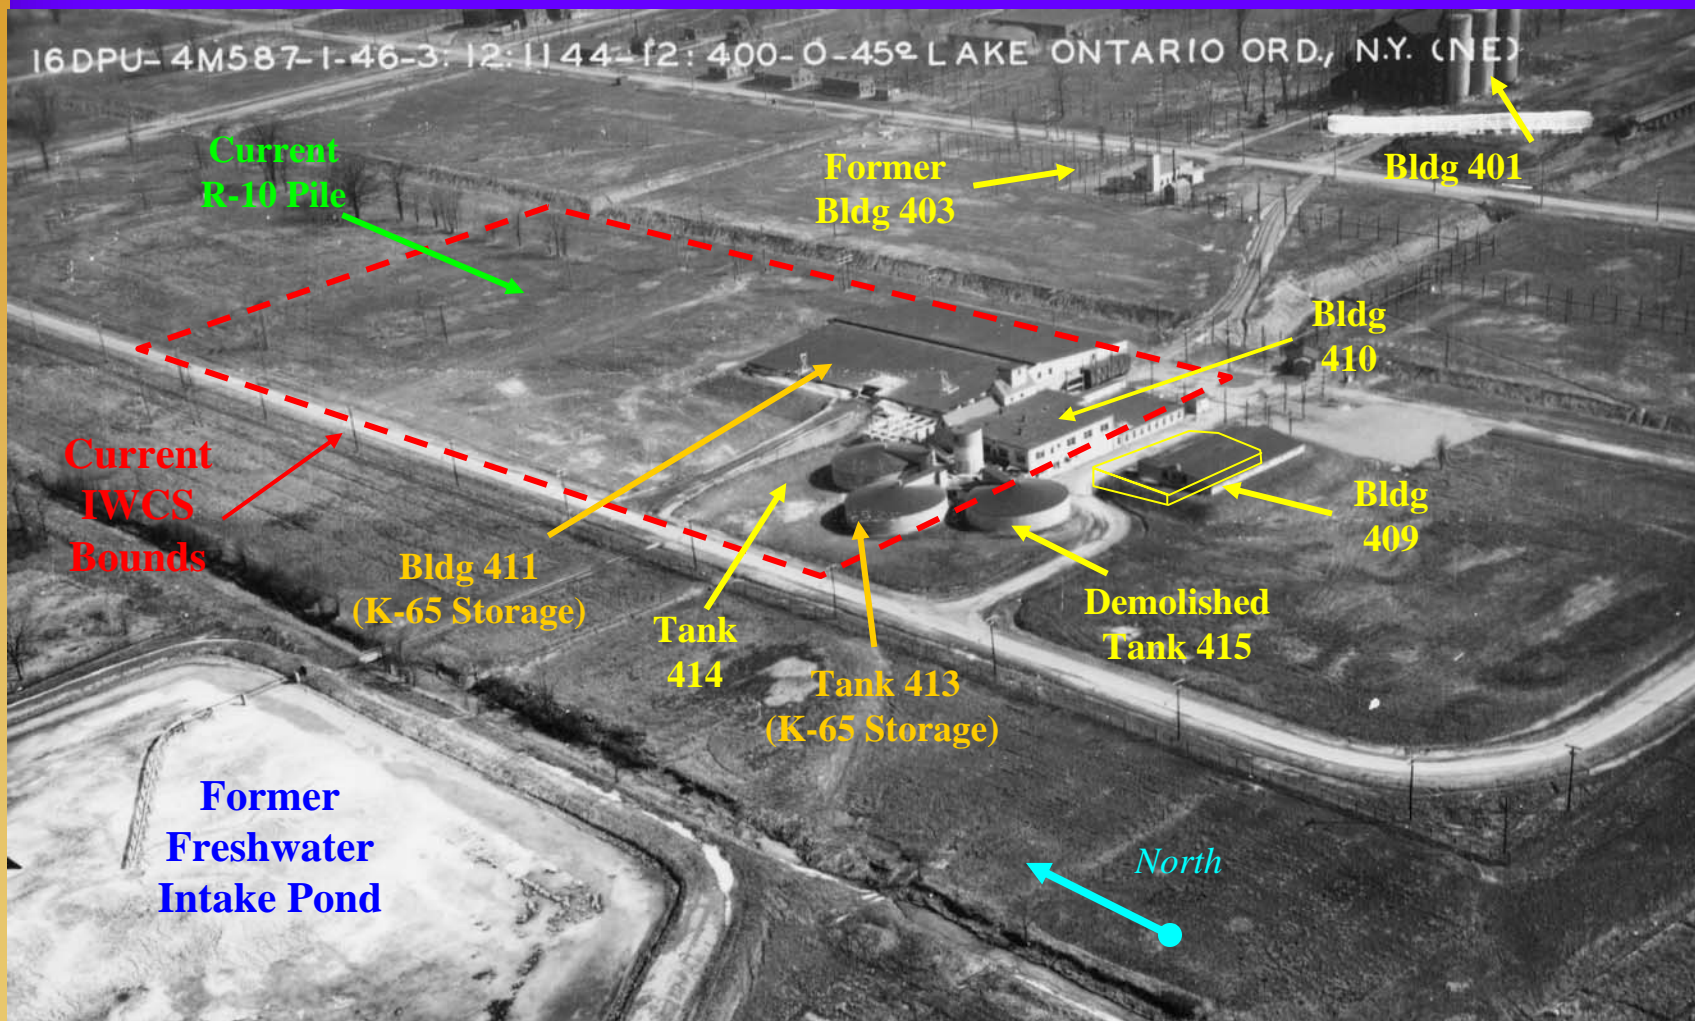 16DPU-4M587-1-46-3:12:1144-12:400-0-45º LAKE ONTARIO ORD., N.Y. (NE)
Current
R-10 Pile
Former
Bldg 403
Bldg 401
Bldg
410
Current
IWCS
Bounds
Bldg 411
(K-65 Storage)
Bldg
409
Tank
414
Demolished
Tank 415
Tank 413
(K-65 Storage)
Former
Freshwater
Intake Pond
North